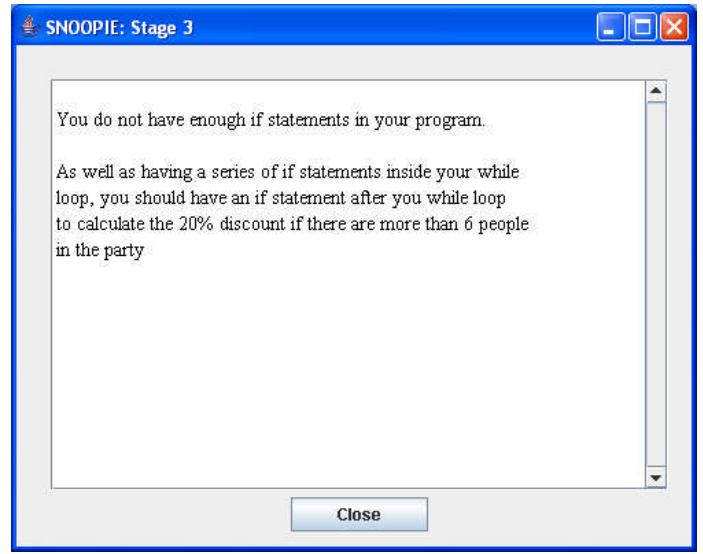 SNOOPIE: Stage 3
You do not have enough if statements in your program.
As well as having a series of if statements inside your while
loop, you should have an if statement after you while loop
to calculate the 20% discount if there are more than 6 people
in the party
Close